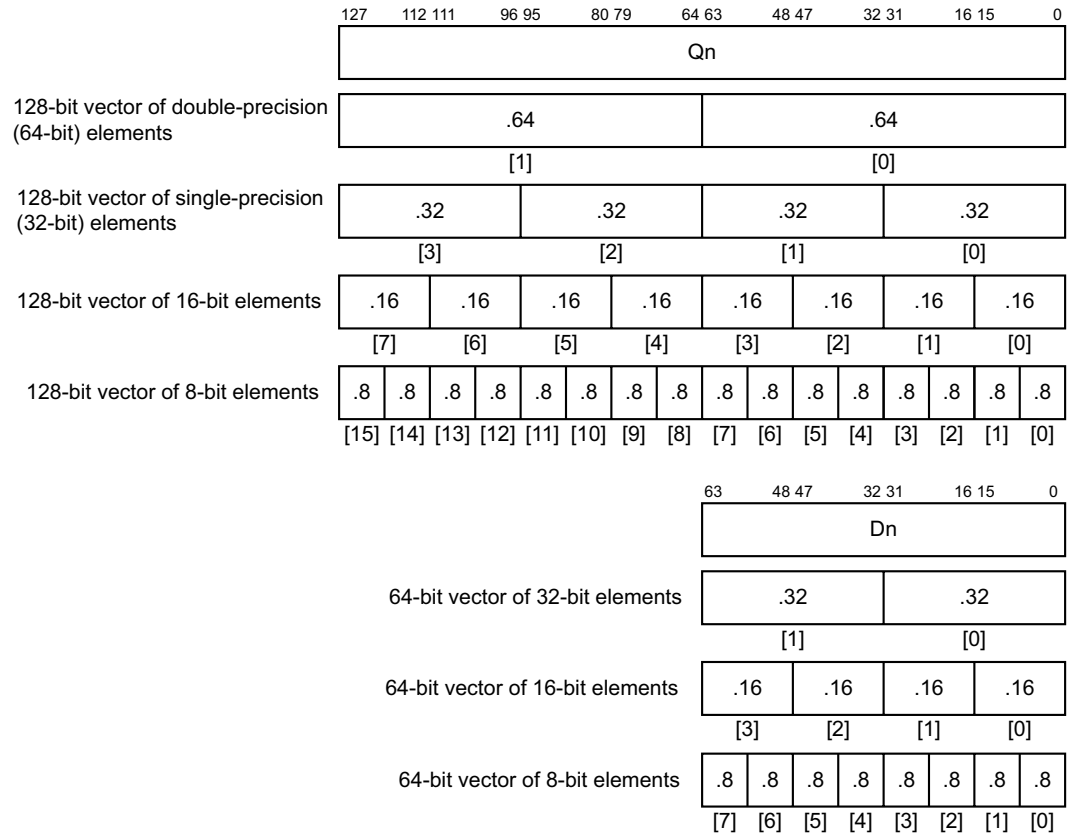 127 112 111 96 95 80 79 64 63 48 47 32 31 16 15 0
Qn
128-bit vector of double-precision
(64-bit) elements
.64 .64
[1] [0]
128-bit vector of single-precision
(32-bit) elements
.32 .32 .32 .32
[3] [2] [1] [0]
128-bit vector of 16-bit elements .16 .16 .16 .16 .16 .16 .16 .16
[7] [6] [5] [4] [3] [2] [1] [0]
128-bit vector of 8-bit elements .8 .8 .8 .8 .8 .8 .8 .8 .8 .8 .8 .8 .8 .8 .8 .8
[15] [14] [13] [12] [11] [10] [9] [8] [7] [6] [5] [4] [3] [2] [1] [0]
63 48 47 32 31 16 15 0
Dn
64-bit vector of 32-bit elements .32 .32
[1] [0]
64-bit vector of 16-bit elements .16 .16 .16 .16
[3] [2] [1] [0]
64-bit vector of 8-bit elements .8 .8 .8 .8 .8 .8 .8 .8
[7] [6] [5] [4] [3] [2] [1] [0]